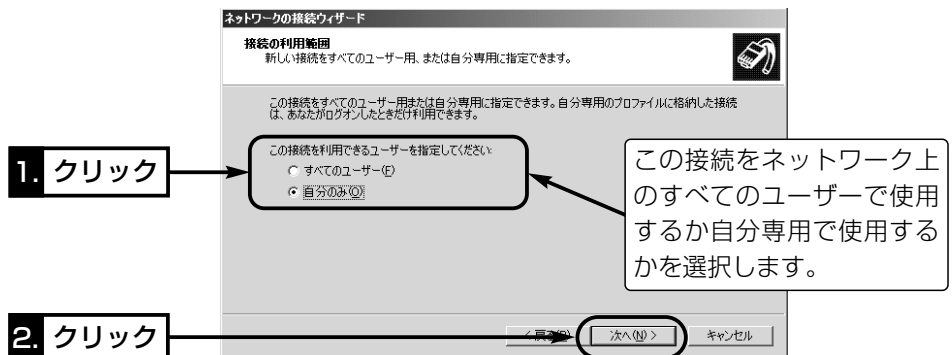 ネットワークの接続ウィザード
接続の利用範囲
新しい接続をすべてのユーザー用、または自分専用に指定できます。
この接続をすべてのユーザー用または自分専用に指定できます。自分専用のプロファイルに格納した接続
は、あなたがログオンしたときだけ利用できます。
この接続を利用できるユーザーを指定してください:
すべてのユーザー(F)
自分のみ(O)
1. クリック
この接続をネットワーク上
のすべてのユーザーで使用
するか自分専用で使用する
かを選択します。
2. クリック
< 戻る(B)
次へ(N) >
キャンセル